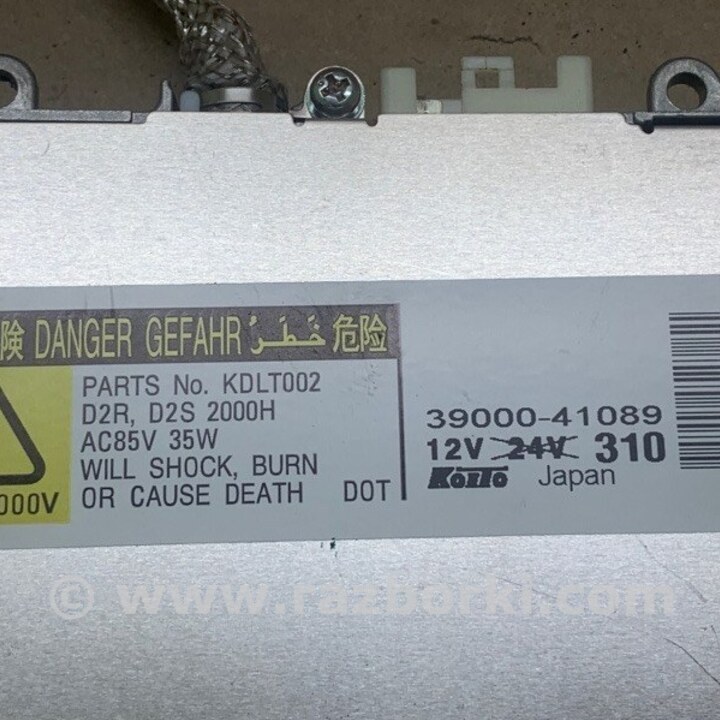 険 DANGER GEFAHR خَطَرُ 危险
PARTS No. KDLT002
D2R, D2S 2000H
AC85V 35W
WILL SHOCK, BURN
OR CAUSE DEATH DOT
000V
39000-41089
12V 24V 310
KOITO Japan
© www.razborki.com